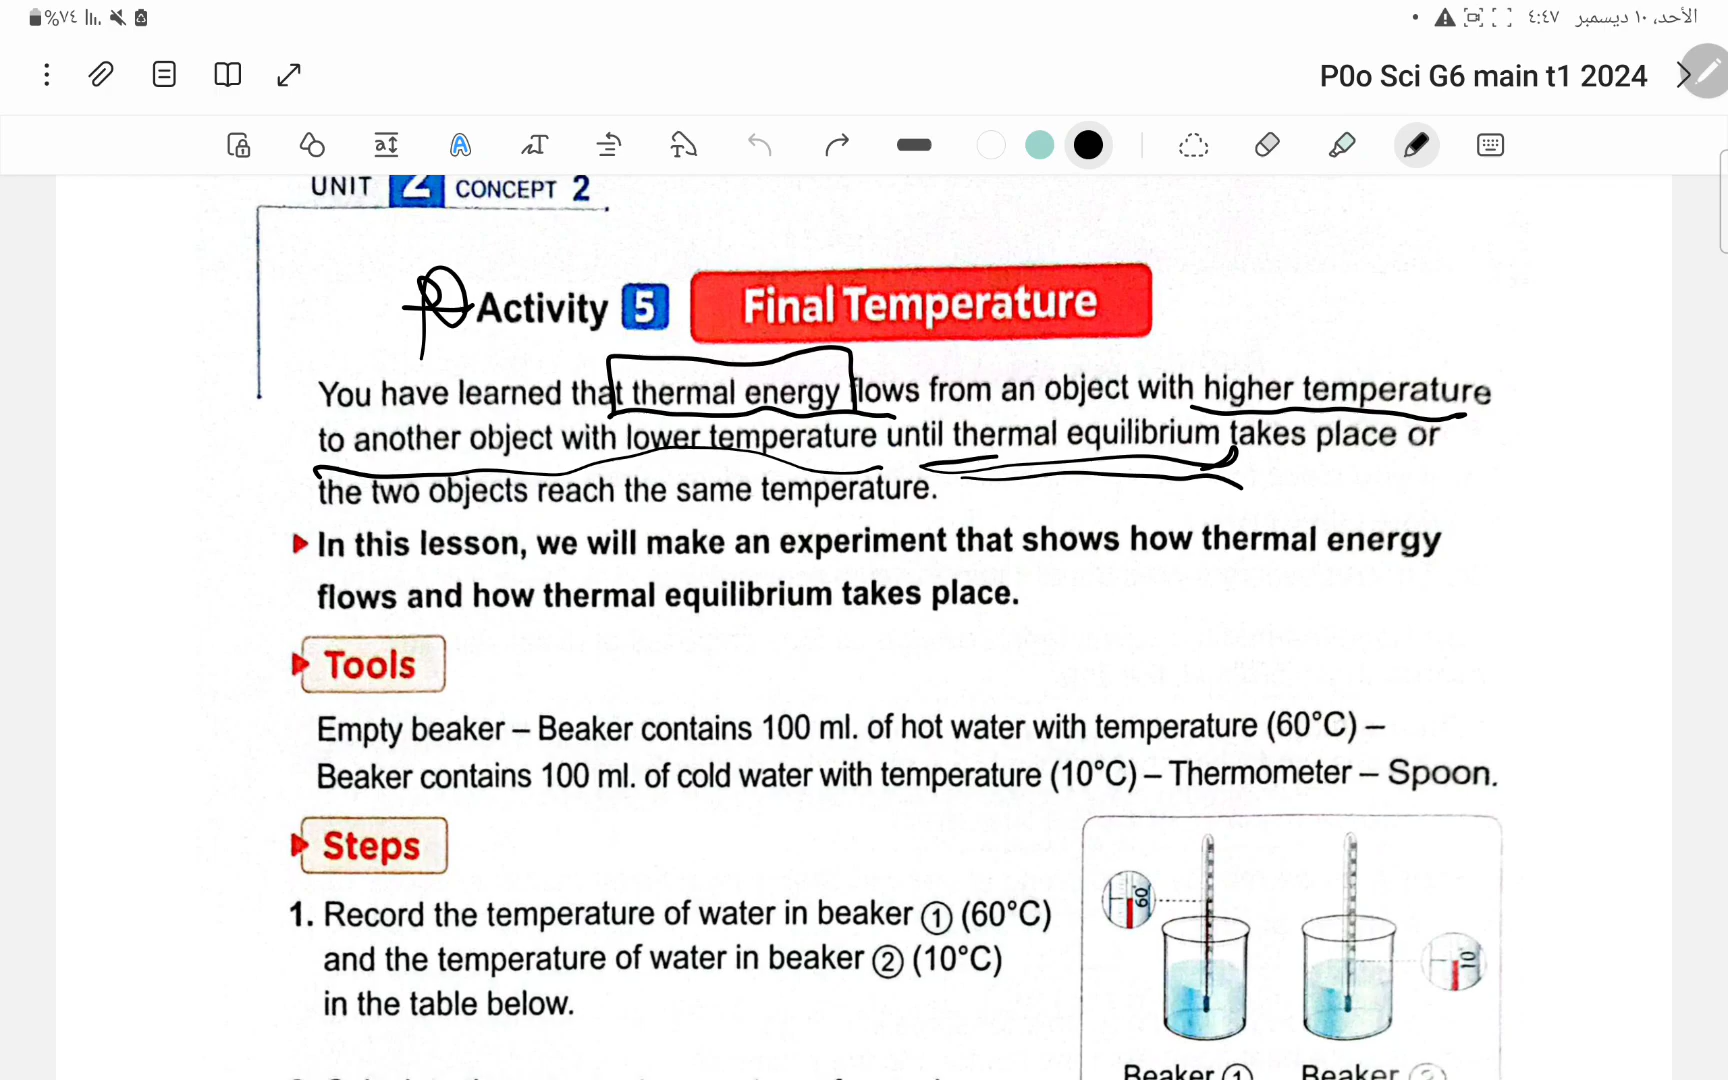 %٧٤
الأحد، ١٠ ديسمبر ٤:٤٧
P0o Sci G6 main t1 2024
UNIT 2 CONCEPT 2
Activity 5 Final Temperature
You have learned that thermal energy flows from an object with higher temperature
to another object with lower temperature until thermal equilibrium takes place or
the two objects reach the same temperature.
In this lesson, we will make an experiment that shows how thermal energy
flows and how thermal equilibrium takes place.
Tools
Empty beaker – Beaker contains 100 ml. of hot water with temperature (60°C) –
Beaker contains 100 ml. of cold water with temperature (10°C) – Thermometer – Spoon.
Steps
1. Record the temperature of water in beaker ① (60°C)
and the temperature of water in beaker ② (10°C)
in the table below.
60°
10
Beaker ① Beaker ②